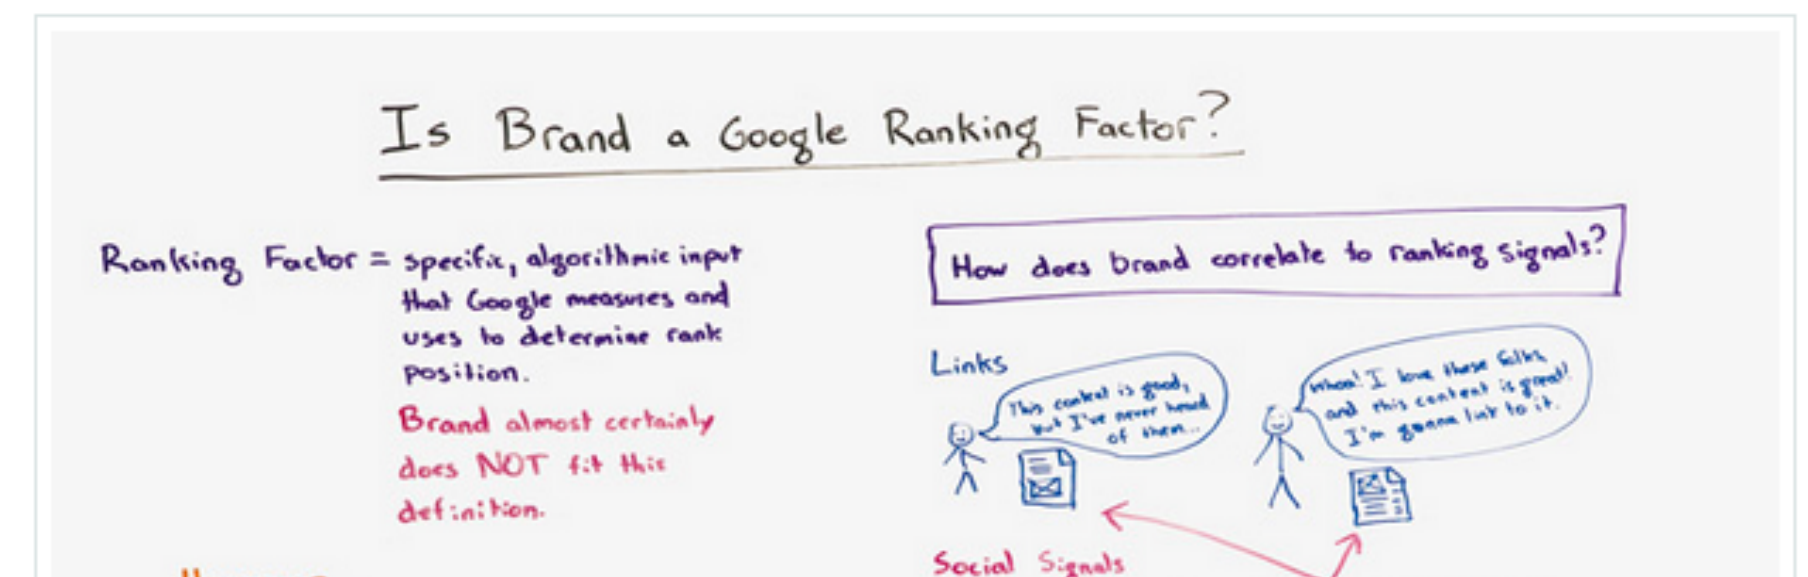 Is Brand a Google Ranking Factor?
Ranking Factor = specific, algorithmic input
that Google measures and
uses to determine rank
position.
Brand almost certainly
does NOT fit this
definition.
How does brand correlate to ranking signals?
Links
This content is good,
but I've never heard
of them...
Whoa! I love these folks,
and this content is great!
I'm gonna link to it.
Social Signals